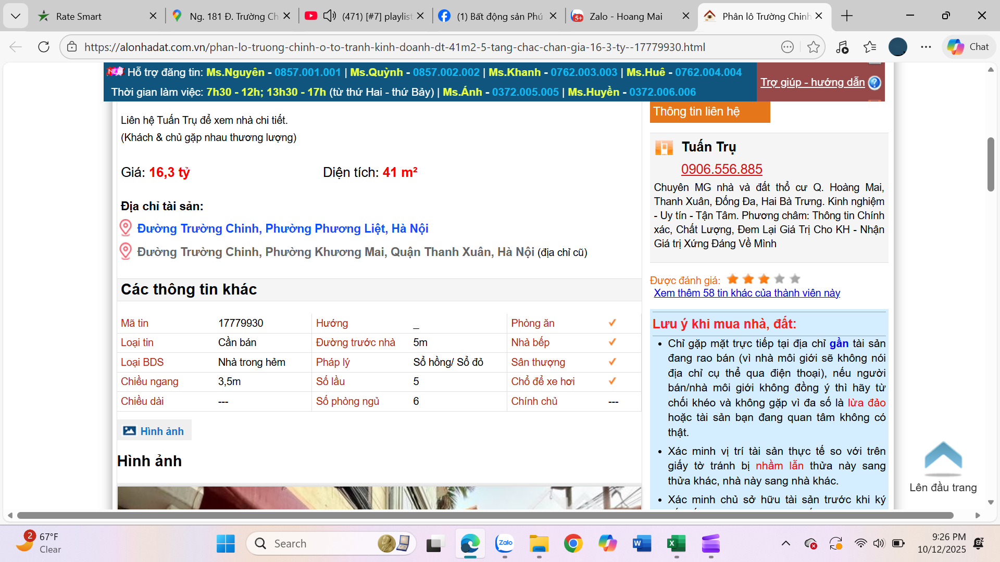 Rate Smart
Ng. 181 Đ. Trường Ch
(471) [#7] playlist
(1) Bất động sản Phú
5+
Zalo - Hoang Mai
Phân lô Trường Chinh
https://alonhadat.com.vn/phan-lo-truong-chinh-o-to-tranh-kinh-doanh-dt-41m2-5-tang-chac-chan-gia-16-3-ty--17779930.html
Chat
NEW Hỗ trợ đăng tin: Ms.Nguyên - 0857.001.001 | Ms.Quỳnh - 0857.002.002 | Ms.Khanh - 0762.003.003 | Ms.Huê - 0762.004.004
Thời gian làm việc: 7h30 - 12h; 13h30 - 17h (từ thứ Hai - thứ Bảy) | Ms.Ánh - 0372.005.005 | Ms.Huyền - 0372.006.006
Trợ giúp - hướng dẫn
Liên hệ Tuấn Trụ để xem nhà chi tiết.
(Khách & chủ gặp nhau thương lượng)
Giá: 16,3 tỷ
Diện tích: 41 m²
Địa chỉ tài sản:
Đường Trường Chinh, Phường Phương Liệt, Hà Nội
Đường Trường Chinh, Phường Khương Mai, Quận Thanh Xuân, Hà Nội (địa chỉ cũ)
Các thông tin khác
Mã tin 17779930 Hướng _ Phòng ăn
Loại tin Cần bán Đường trước nhà 5m Nhà bếp
Loại BDS Nhà trong hẻm Pháp lý Sổ hồng/ Sổ đỏ Sân thượng
Chiều ngang 3,5m Số lầu 5 Chổ để xe hơi
Chiều dài --- Số phòng ngủ 6 Chính chủ ---
Hình ảnh
Hình ảnh
Thông tin liên hệ
Tuấn Trụ
0906.556.885
Chuyên MG nhà và đất thổ cư Q. Hoàng Mai,
Thanh Xuân, Đống Đa, Hai Bà Trưng. Kinh nghiệm
- Uy tín - Tận Tâm. Phương châm: Thông tin Chính
xác, Chất Lượng, Đem Lại Giá Trị Cho KH - Nhận
Giá trị Xứng Đáng Về Mình
Được đánh giá:
Xem thêm 58 tin khác của thành viên này
Lưu ý khi mua nhà, đất:
• Chỉ gặp mặt trực tiếp tại địa chỉ gần tài sản
đang rao bán (vì nhà môi giới sẽ không nói
địa chỉ cụ thể qua điện thoại), nếu người
bán/nhà môi giới không đồng ý thì hãy từ
chối khéo và không gặp vì đa số là lừa đảo
hoặc tài sản bạn đang quan tâm không có
thật.
• Xác minh vị trí tài sản thực tế so với trên
giấy tờ tránh bị nhầm lẫn thửa này sang
thửa khác, nhà này sang nhà khác.
• Xác minh chủ sở hữu tài sản trước khi ký
Lên đầu trang
2
67°F
Clear
Search
Zalo
9:26 PM
10/12/2025